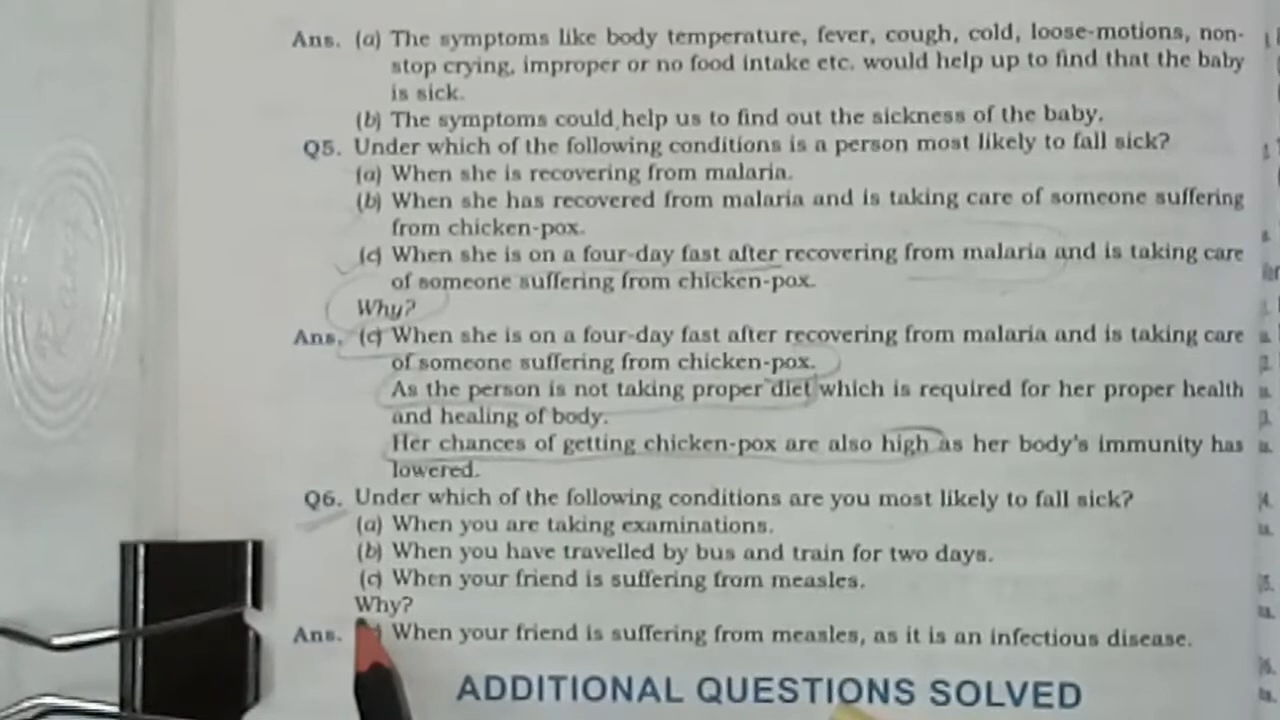 Ans. (a) The symptoms like body temperature, fever, cough, cold, loose-motions, non-
stop crying, improper or no food intake etc. would help up to find that the baby
is sick.
(b) The symptoms could help us to find out the sickness of the baby.
Q5. Under which of the following conditions is a person most likely to fall sick?
(a) When she is recovering from malaria.
(b) When she has recovered from malaria and is taking care of someone suffering
from chicken-pox.
(c) When she is on a four-day fast after recovering from malaria and is taking care
of someone suffering from chicken-pox.
Why?
Ans. (c) When she is on a four-day fast after recovering from malaria and is taking care
of someone suffering from chicken-pox.
As the person is not taking proper diet which is required for her proper health
and healing of body.
Her chances of getting chicken-pox are also high as her body's immunity has
lowered.
Q6. Under which of the following conditions are you most likely to fall sick?
(a) When you are taking examinations.
(b) When you have travelled by bus and train for two days.
(c) When your friend is suffering from measles.
Why?
Ans. When your friend is suffering from measles, as it is an infectious disease.
ADDITIONAL QUESTIONS SOLVED